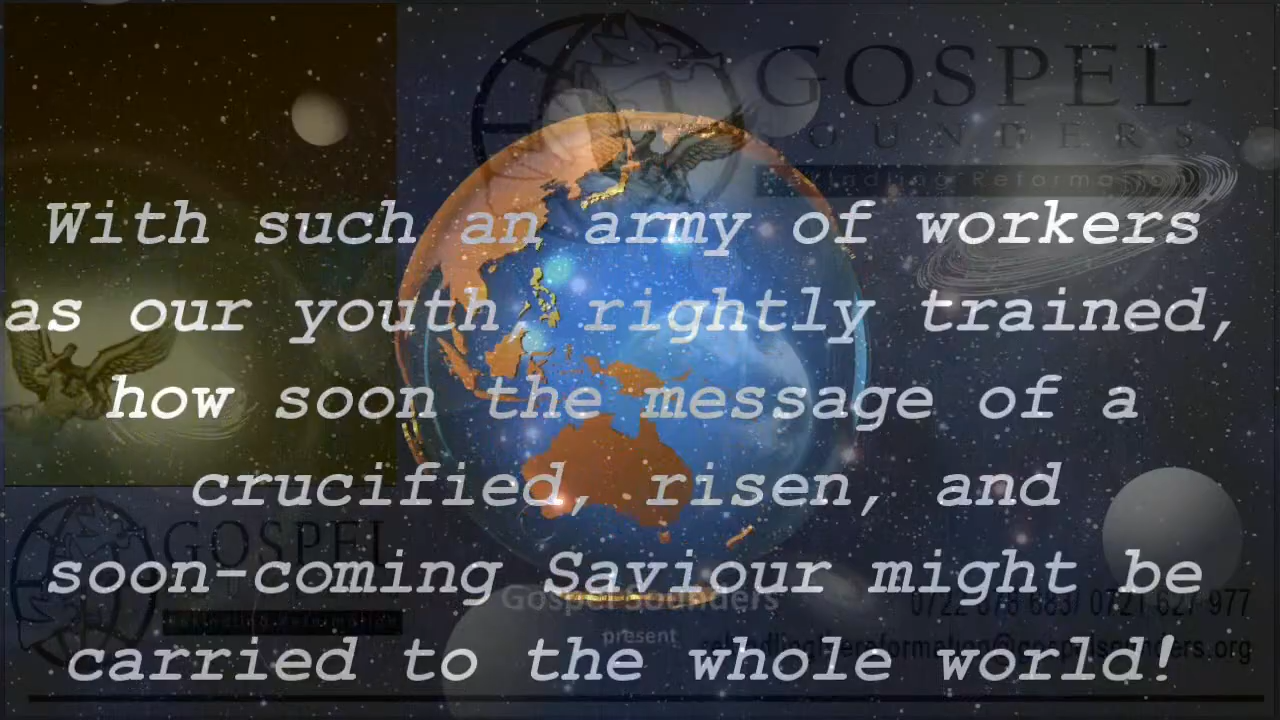 GOSPEL
SOUNDERS
With such an army of workers
as our youth, rightly trained,
how soon the message of a
crucified, risen, and
soon-coming Saviour might be
carried to the whole world!
GOSPEL
Gospel Sounders
present